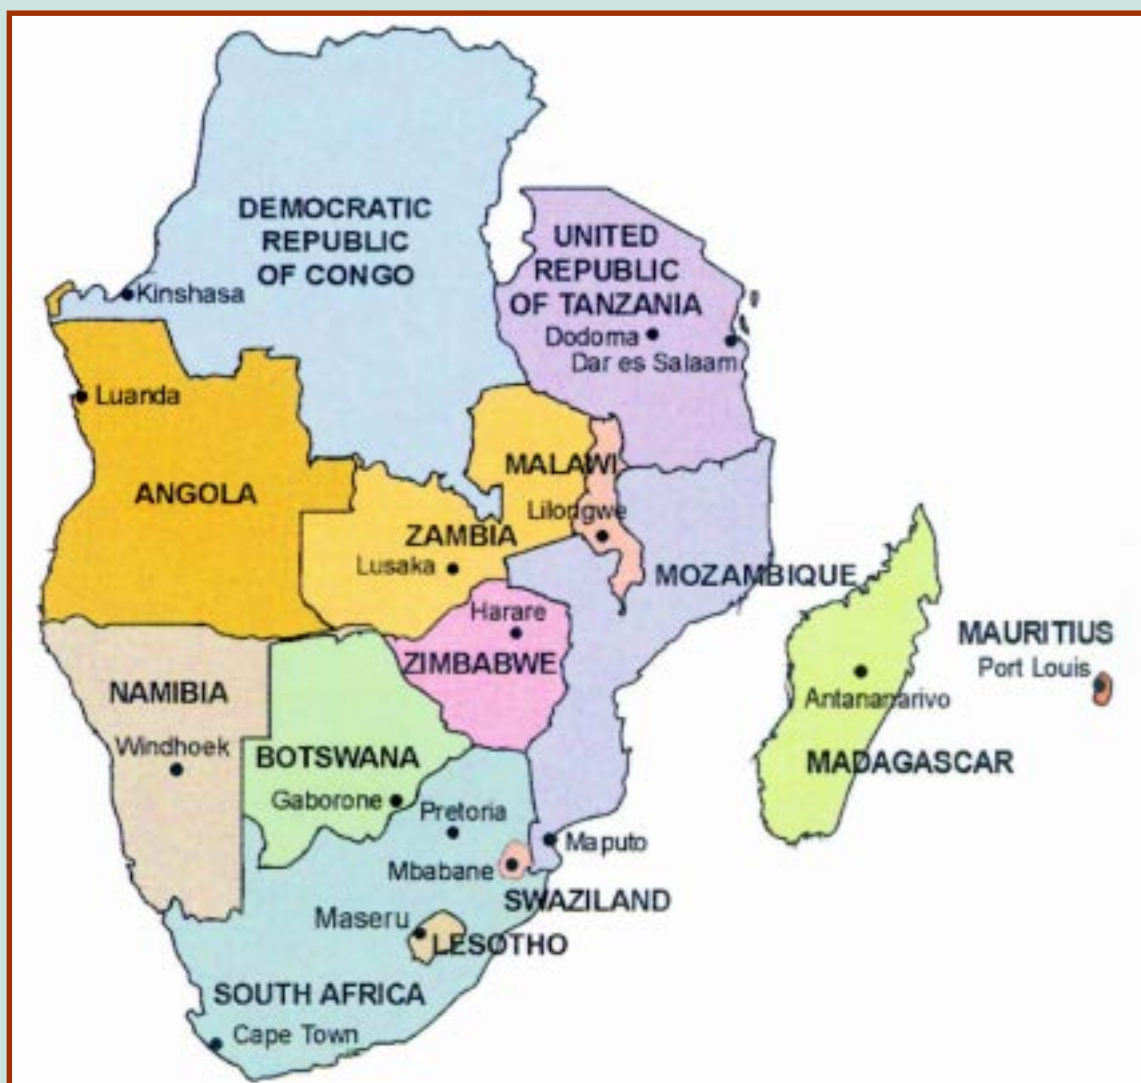 DEMOCRATIC
REPUBLIC
OF CONGO
UNITED
REPUBLIC
OF TANZANIA
Kinshasa
Dodoma
Dar es Salaam
Luanda
MALAWI
ANGOLA
Lilongwe
ZAMBIA
Lusaka
MOZAMBIQUE
Harare
MAURITIUS
ZIMBABWE
Port Louis
NAMIBIA
Antananarivo
Windhoek
BOTSWANA
MADAGASCAR
Gaborone
Pretoria
Maputo
Mbabane
SWAZILAND
Maseru
LESOTHO
SOUTH AFRICA
Cape Town